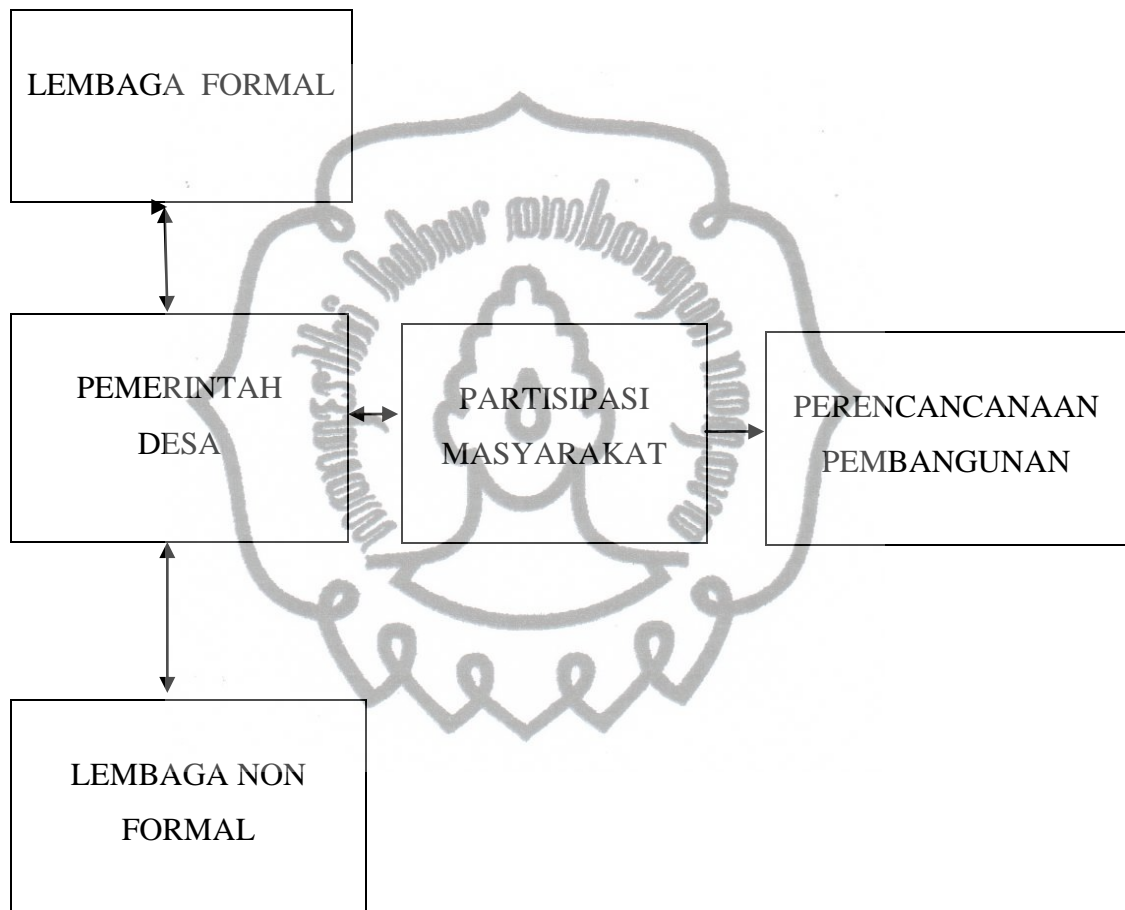 LEMBAGA FORMAL
PEMERINTAH
DESA
PARTISIPASI
MASYARAKAT
PERENCANCANAAN
PEMBANGUNAN
LEMBAGA NON
FORMAL